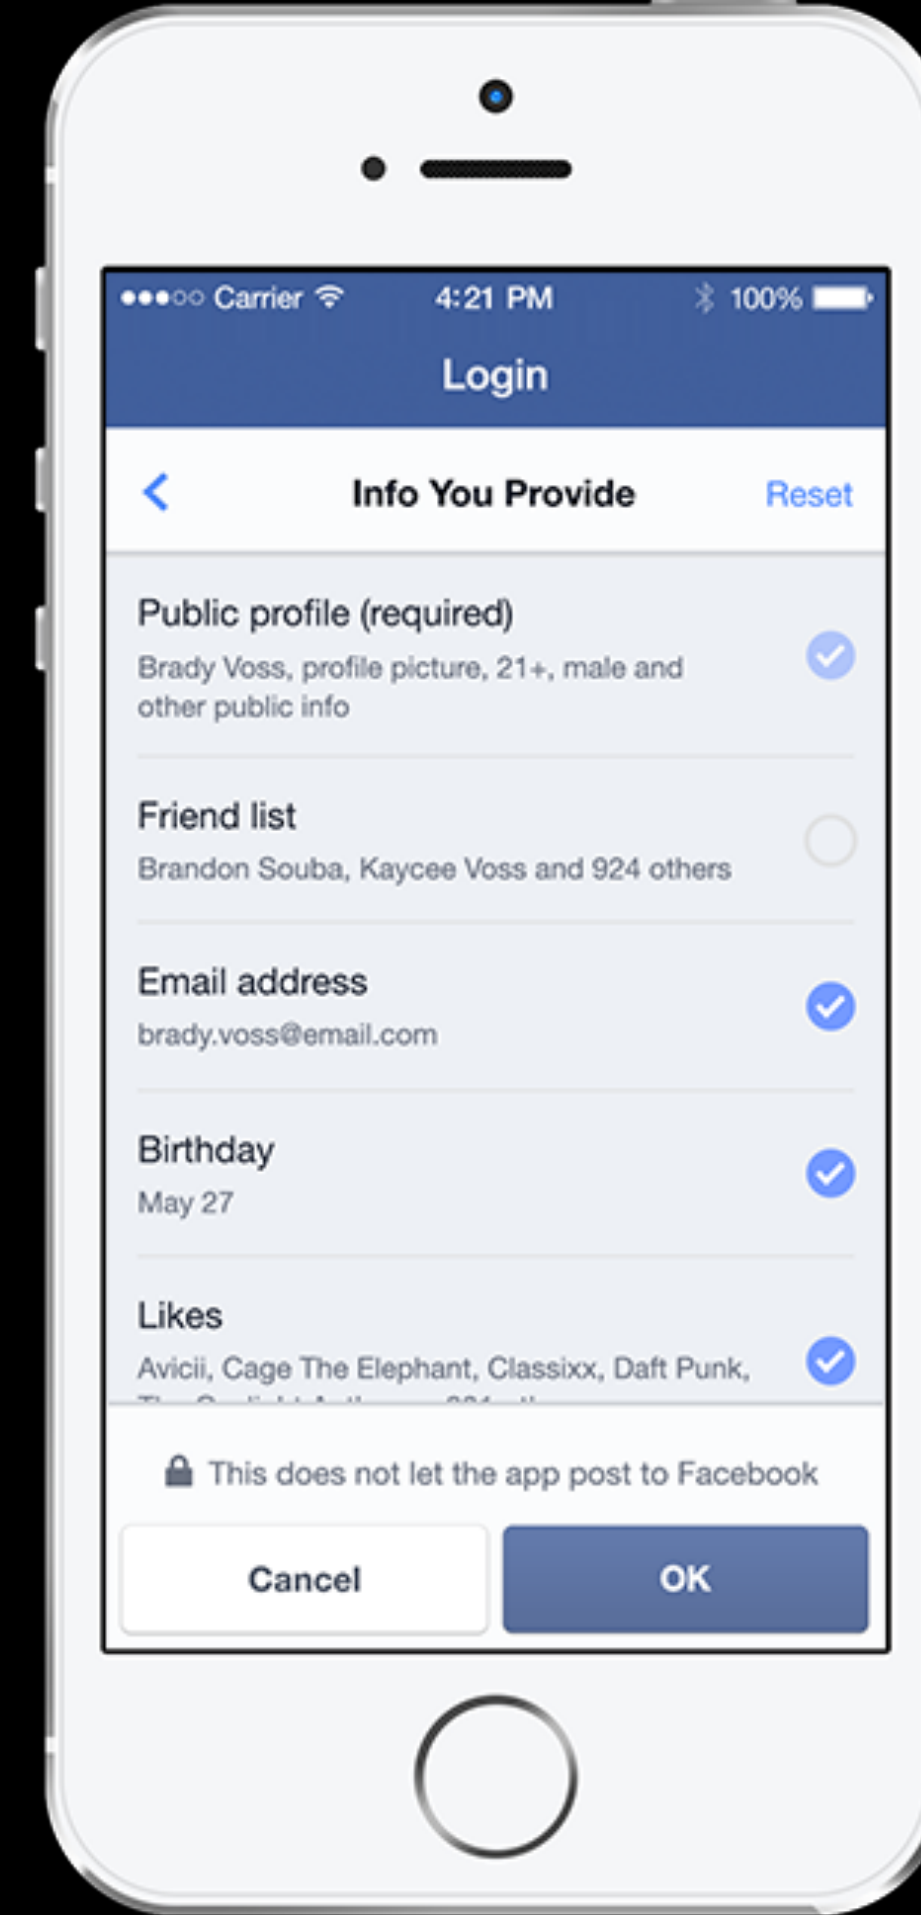 Carrier 4:21 PM 100%
Login
Info You Provide Reset
Public profile (required)
Brady Voss, profile picture, 21+, male and
other public info
Friend list
Brandon Souba, Kaycee Voss and 924 others
Email address
brady.voss@email.com
Birthday
May 27
Likes
Avicii, Cage The Elephant, Classixx, Daft Punk,
This does not let the app post to Facebook
Cancel OK